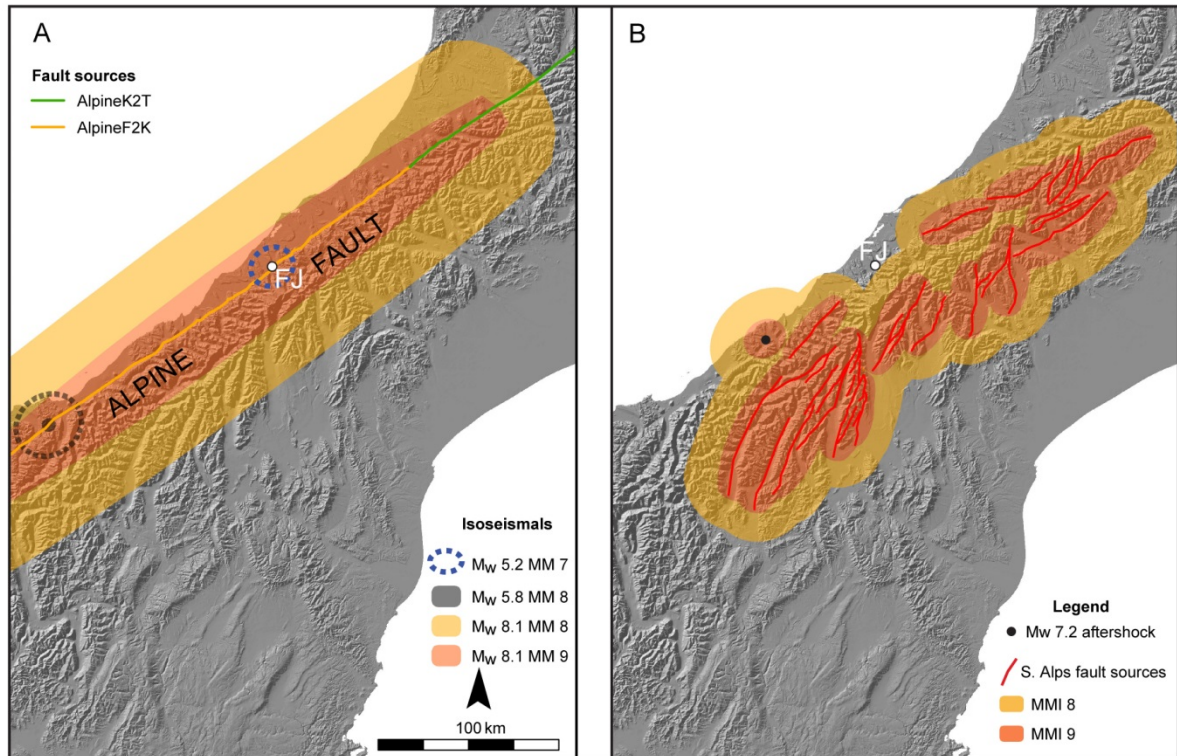 A
Fault sources
AlpineK2T
AlpineF2K
FJ
ALPINE FAULT
Isoseismals
Mw 5.2 MM 7
Mw 5.8 MM 8
Mw 8.1 MM 8
Mw 8.1 MM 9
100 km
B
FJ
Legend
Mw 7.2 aftershock
S. Alps fault sources
MMI 8
MMI 9